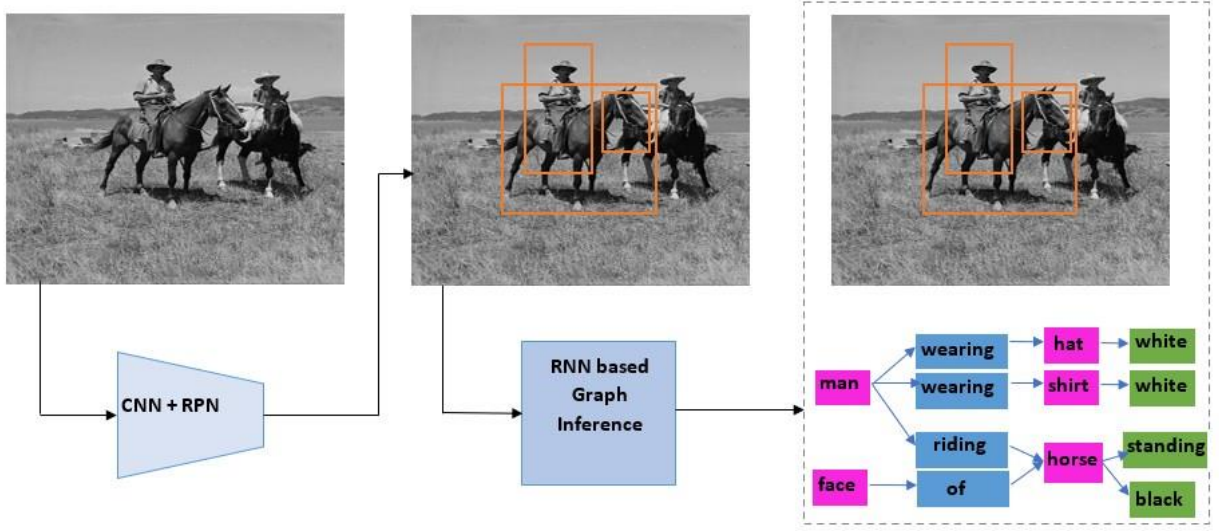 CNN + RPN
RNN based
Graph
Inference
man
wearing
hat
white
wearing
shirt
white
riding
horse
standing
face
of
black